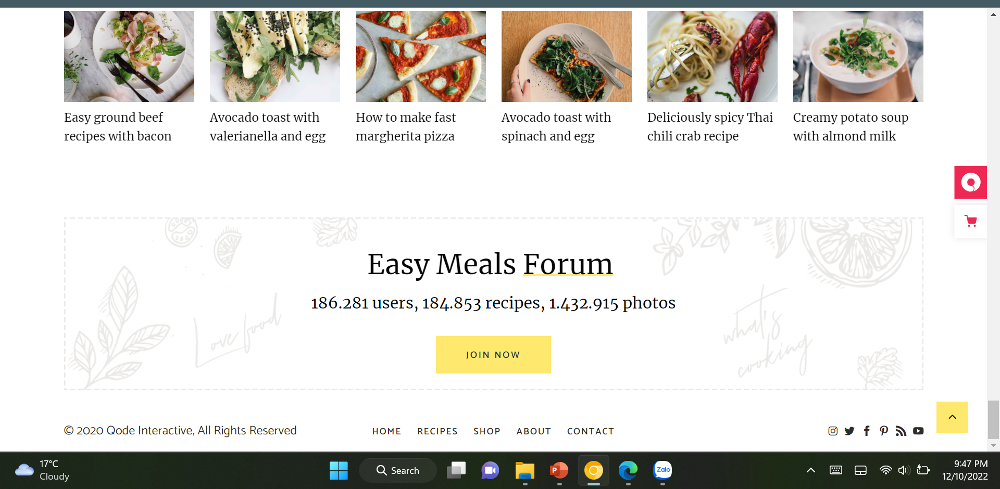 Easy ground beef
recipes with bacon
Avocado toast with
valerianella and egg
How to make fast
margherita pizza
Avocado toast with
spinach and egg
Deliciously spicy Thai
chili crab recipe
Creamy potato soup
with almond milk
Easy Meals Forum
186.281 users, 184.853 recipes, 1.432.915 photos
Love food
what's
cooking
JOIN NOW
© 2020 Qode Interactive, All Rights Reserved
HOME RECIPES SHOP ABOUT CONTACT
17°C
Cloudy
Search
P
Zalo
9:47 PM
12/10/2022